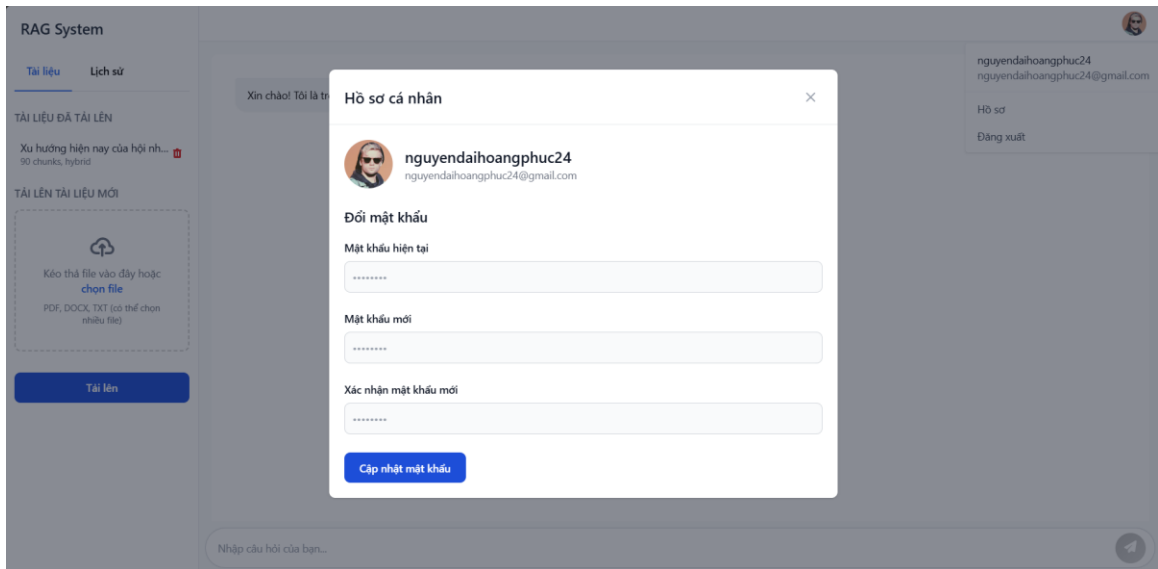 RAG System
Tài liệu Lịch sử
TÀI LIỆU ĐÃ TẢI LÊN
Xu hướng hiện nay của hội nh...
90 chunks, hybrid
TẢI LÊN TÀI LIỆU MỚI
Kéo thả file vào đây hoặc
chọn file
PDF, DOCX, TXT (có thể chọn
nhiều file)
Tải lên
Xin chào! Tôi là tr
Hồ sơ cá nhân
nguyendaihoangphuc24
nguyendaihoangphuc24@gmail.com
Đổi mật khẩu
Mật khẩu hiện tại
••••••••
Mật khẩu mới
••••••••
Xác nhận mật khẩu mới
••••••••
Cập nhật mật khẩu
nguyendaihoangphuc24
nguyendaihoangphuc24@gmail.com
Hồ sơ
Đăng xuất
Nhập câu hỏi của bạn...